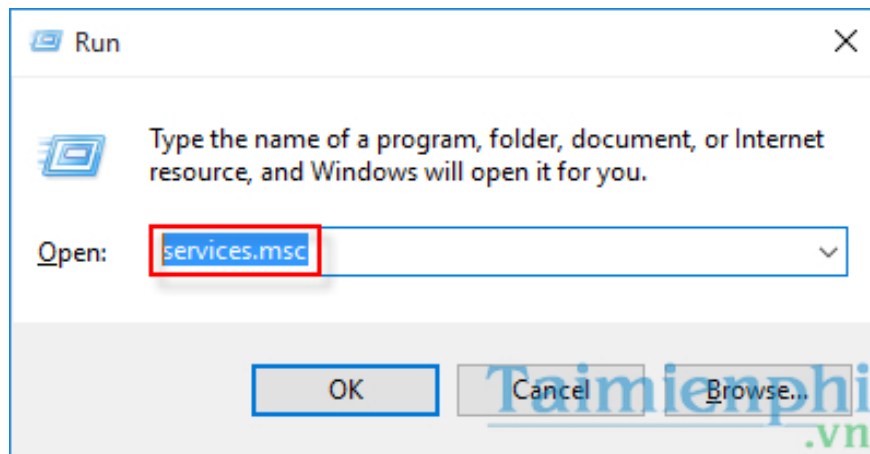 Run
Type the name of a program, folder, document, or Internet
resource, and Windows will open it for you.
Open: services.msc
OK Cancel Browse...
Taimienphi
.vn